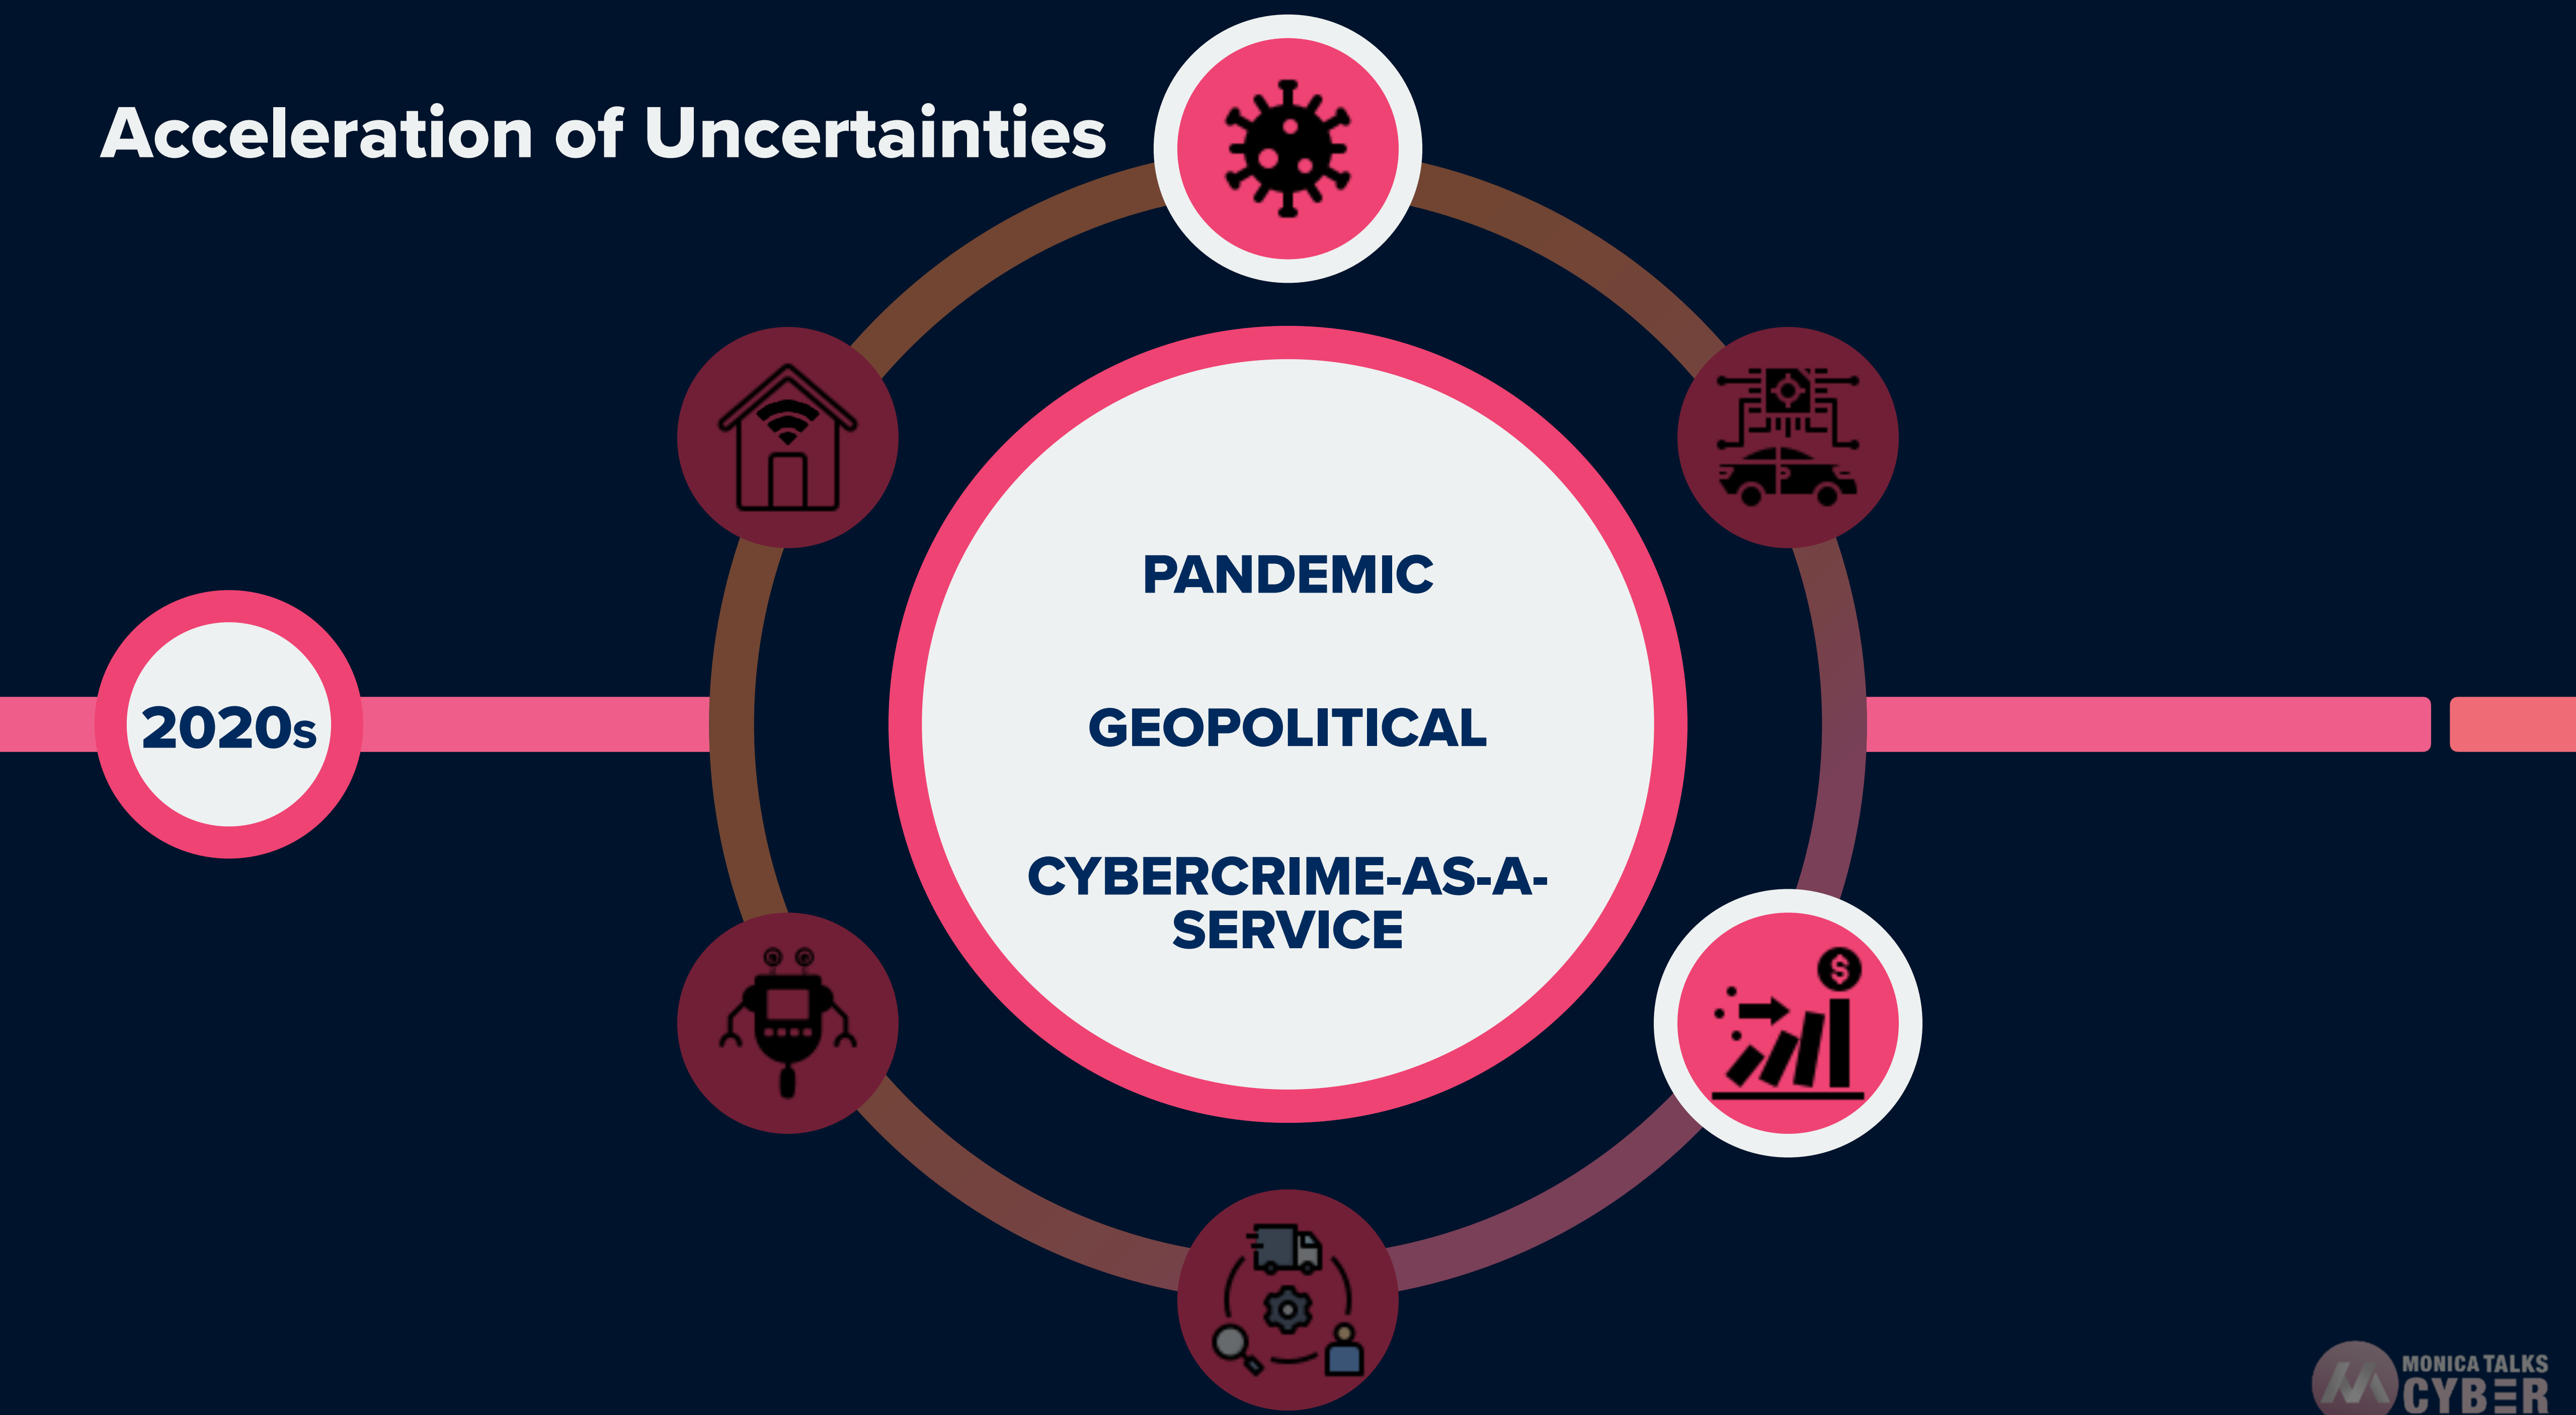 Acceleration of Uncertainties
PANDEMIC
2020s
GEOPOLITICAL
CYBERCRIME-AS-A-
SERVICE
$
MONICA TALKS
CYBER